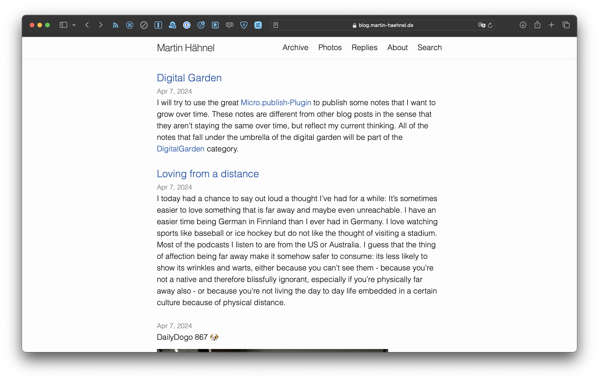 blog.martin-haehnel.de
Martin Hähnel
Archive Photos Replies About Search
Digital Garden
Apr 7, 2024
I will try to use the great Micro.publish-Plugin to publish some notes that I want to
grow over time. These notes are different from other blog posts in the sense that
they aren't staying the same over time, but reflect my current thinking. All of the
notes that fall under the umbrella of the digital garden will be part of the
DigitalGarden category.
Loving from a distance
Apr 7, 2024
I today had a chance to say out loud a thought I've had for a while: It's sometimes
easier to love something that is far away and maybe even unreachable. I have an
easier time being German in Finnland than I ever had in Germany. I love watching
sports like baseball or ice hockey but do not like the thought of visiting a stadium.
Most of the podcasts I listen to are from the US or Australia. I guess that the thing
of affection being far away make it somehow safer to consume: its less likely to
show its wrinkles and warts, either because you can't see them - because you're
not a native and therefore blissfully ignorant, especially if you're physically far
away also - or because you're not living the day to day life embedded in a certain
culture because of physical distance.
Apr 7, 2024
DailyDogo 867 🐶